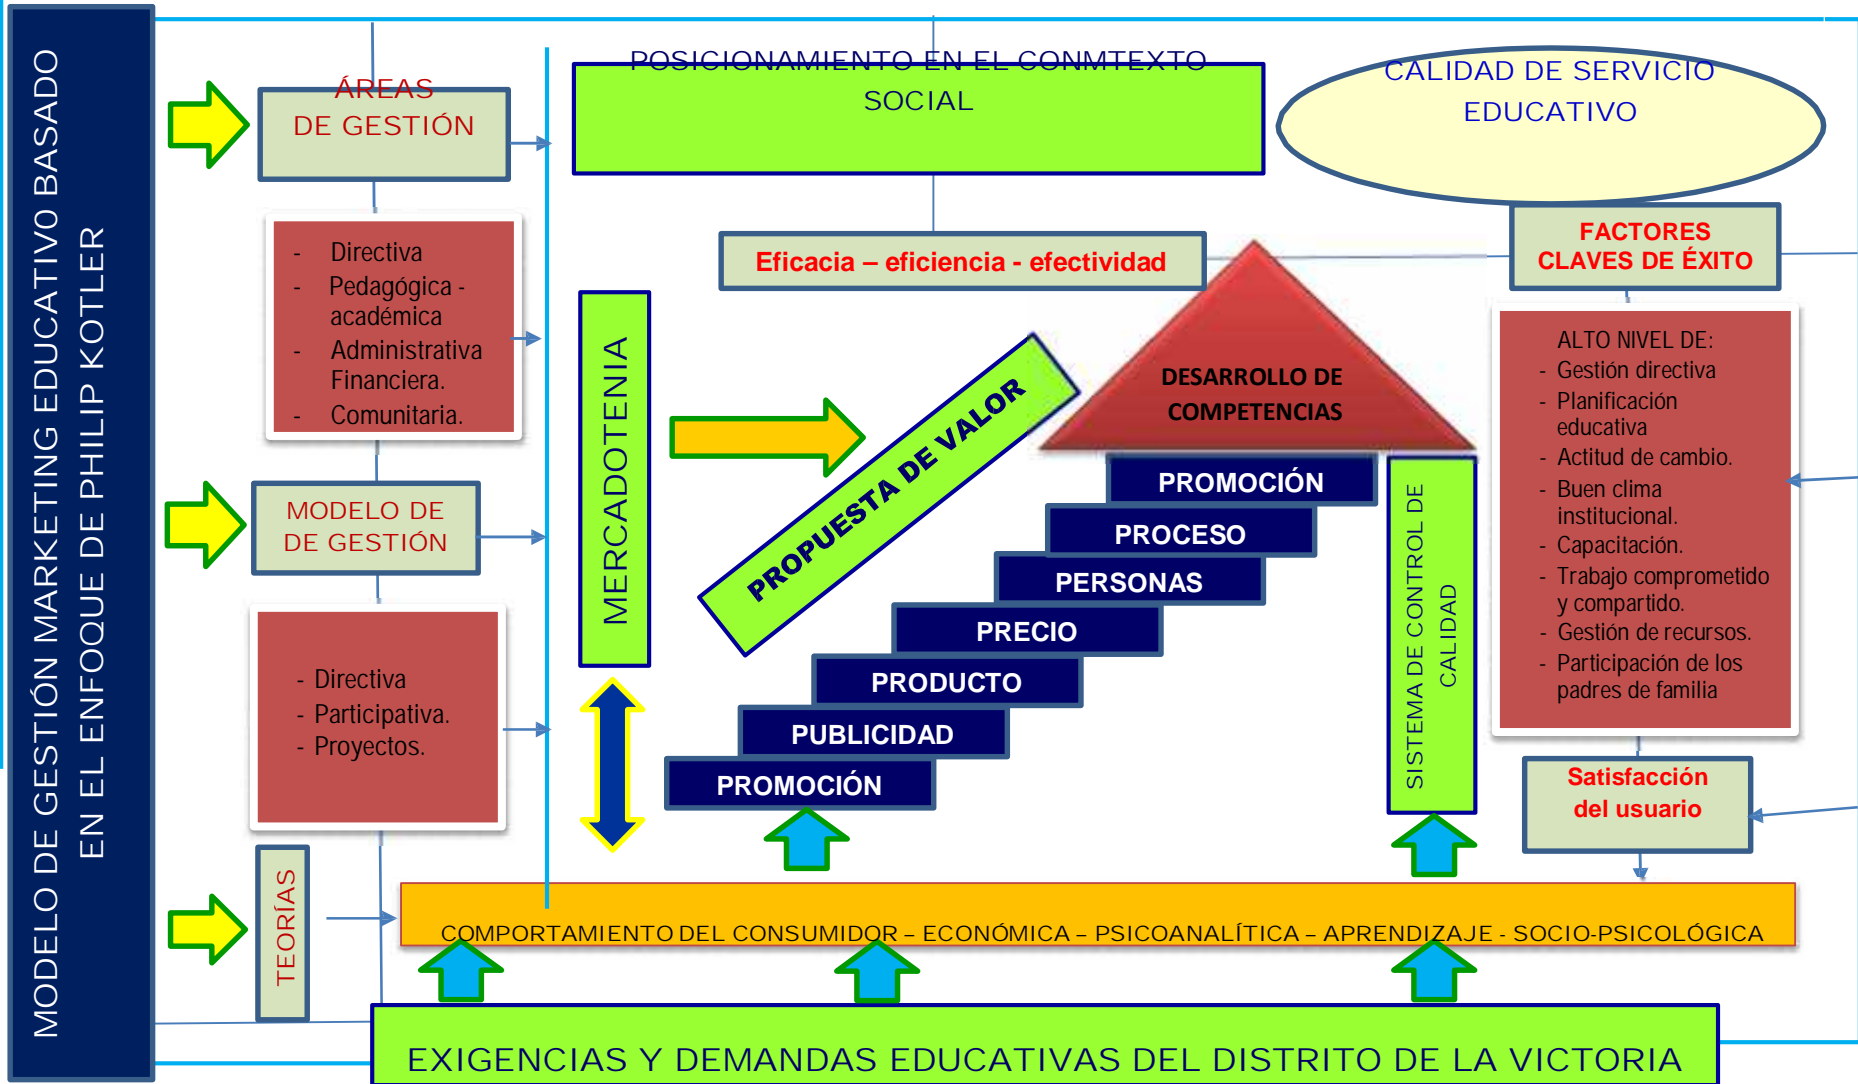 MODELO DE GESTIÓN MARKETING EDUCATIVO BASADO
EN EL ENFOQUE DE PHILIP KOTLER
ÁREAS
DE GESTIÓN
- Directiva
- Pedagógica -
académica
- Administrativa
Financiera.
- Comunitaria.
MODELO DE
DE GESTIÓN
- Directiva
- Participativa.
- Proyectos.
TEORÍAS
POSICIONAMIENTO EN EL CONMTEXTO
SOCIAL
Eficacia – eficiencia - efectividad
MERCADOTENIA
PROPUESTA DE VALOR
DESARROLLO DE
COMPETENCIAS
PROMOCIÓN
PROCESO
PERSONAS
PRECIO
PRODUCTO
PUBLICIDAD
PROMOCIÓN
SISTEMA DE CONTROL DE
CALIDAD
CALIDAD DE SERVICIO
EDUCATIVO
FACTORES
CLAVES DE ÉXITO
ALTO NIVEL DE:
- Gestión directiva
- Planificación
educativa
- Actitud de cambio.
- Buen clima
institucional.
- Capacitación.
- Trabajo comprometido
y compartido.
- Gestión de recursos.
- Participación de los
padres de familia
Satisfacción
del usuario
COMPORTAMIENTO DEL CONSUMIDOR – ECONÓMICA – PSICOANALÍTICA – APRENDIZAJE - SOCIO-PSICOLÓGICA
EXIGENCIAS Y DEMANDAS EDUCATIVAS DEL DISTRITO DE LA VICTORIA